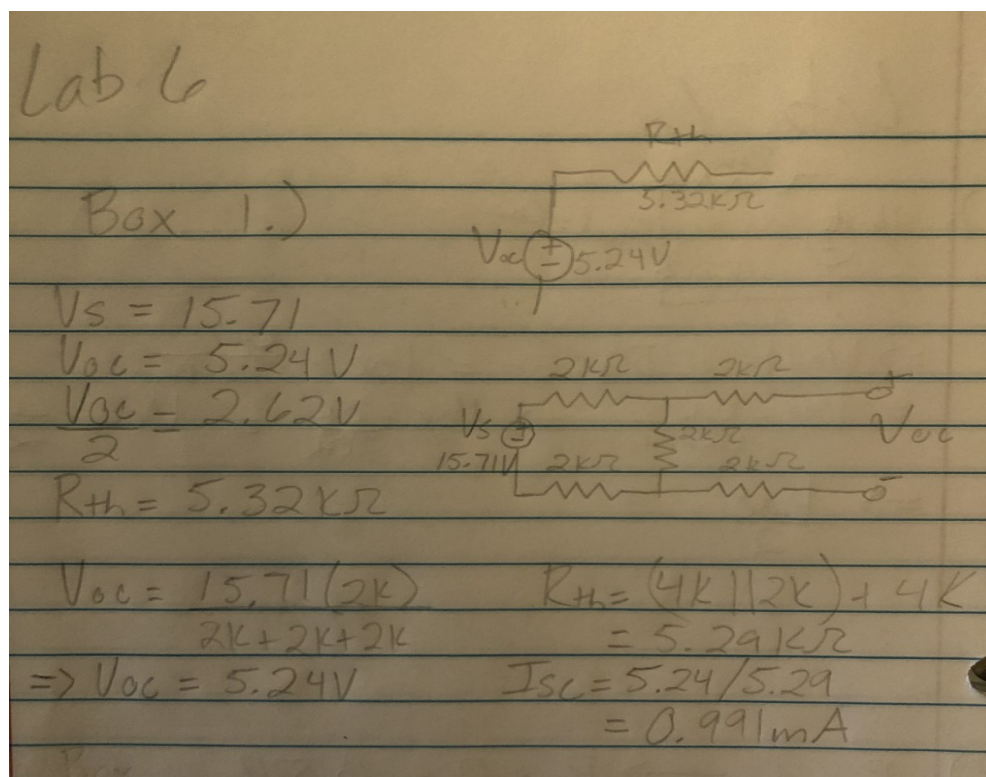 Lab 6
Rth
5.32kΩ
Box 1.)
Voc + - 5.24V
Vs = 15.71
Voc = 5.24V
Voc/2 = 2.62V
Rth = 5.32kΩ
2kΩ 2kΩ +
Vs + - 2kΩ Voc
15.71V 2kΩ 2kΩ -
Voc = 15.71(2k)/2k+2k+2k
=> Voc = 5.24V
Rth = (4k||2k)+4k
= 5.29kΩ
Isc = 5.24/5.29
= 0.991mA
Box